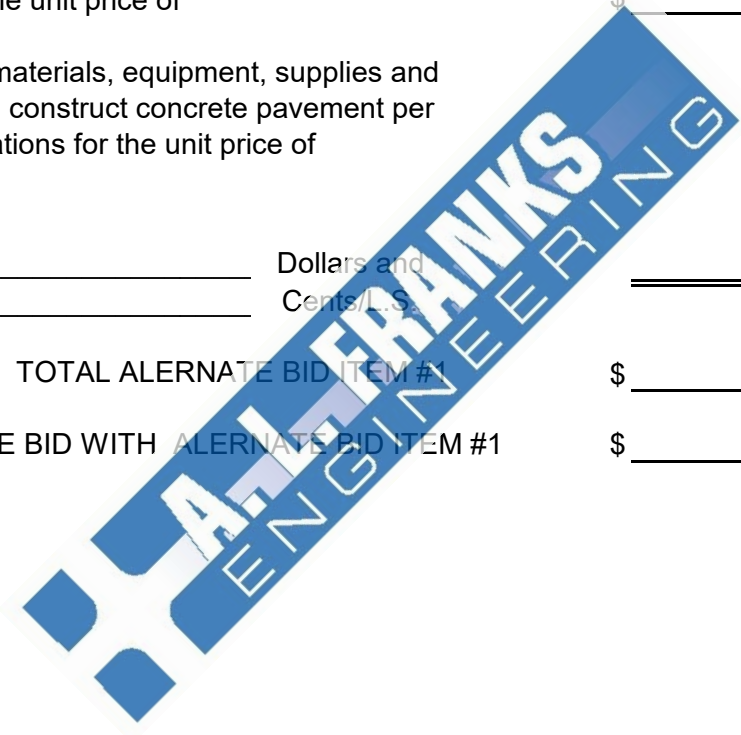 the unit price of
$
materials, equipment, supplies and
construct concrete pavement per
for the unit price of
Dollars and
Cents/L.S.
TOTAL ALERNATE BID ITEM #1 $
BID WITH ALERNATE BID ITEM #1 $
A. L. FRANKS
ENGINEERING